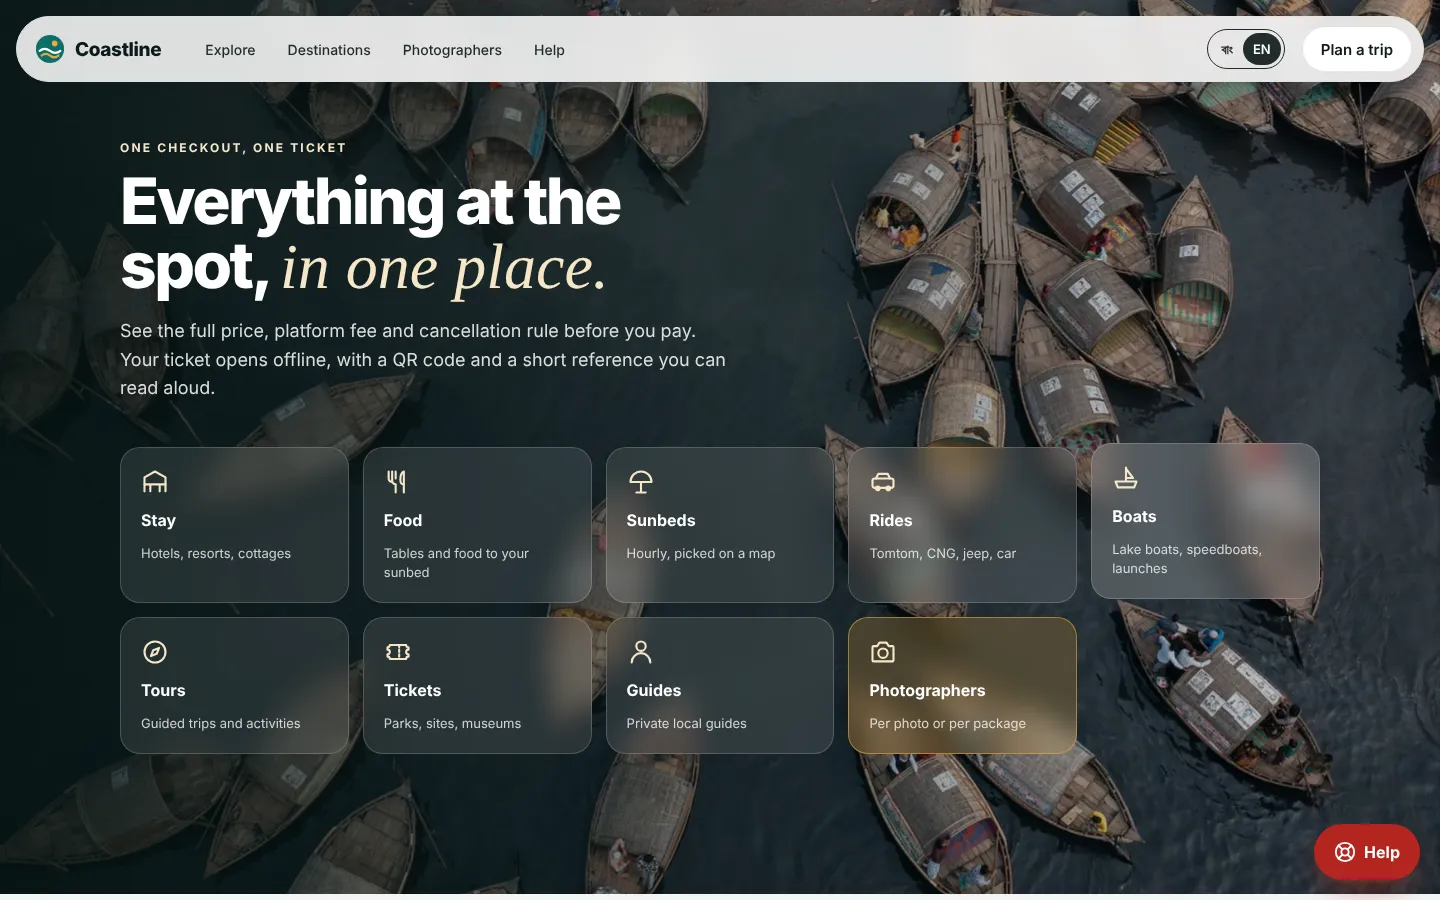 Coastline
Explore
Destinations
Photographers
Help
বাং
EN
Plan a trip
ONE CHECKOUT, ONE TICKET
Everything at the
spot, in one place.
See the full price, platform fee and cancellation rule before you pay.
Your ticket opens offline, with a QR code and a short reference you can
read aloud.
Stay
Hotels, resorts, cottages
Food
Tables and food to your
sunbed
Sunbeds
Hourly, picked on a map
Rides
Tomtom, CNG, jeep, car
Boats
Lake boats, speedboats,
launches
Tours
Guided trips and activities
Tickets
Parks, sites, museums
Guides
Private local guides
Photographers
Per photo or per package
Help